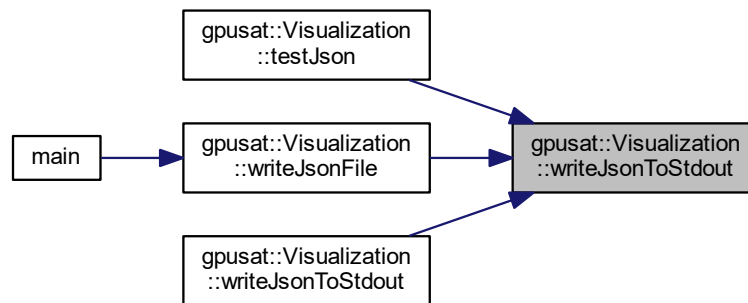 gpusat::Visualization
::testJson
main
gpusat::Visualization
::writeJsonFile
gpusat::Visualization
::writeJsonToStdout
gpusat::Visualization
::writeJsonToStdout